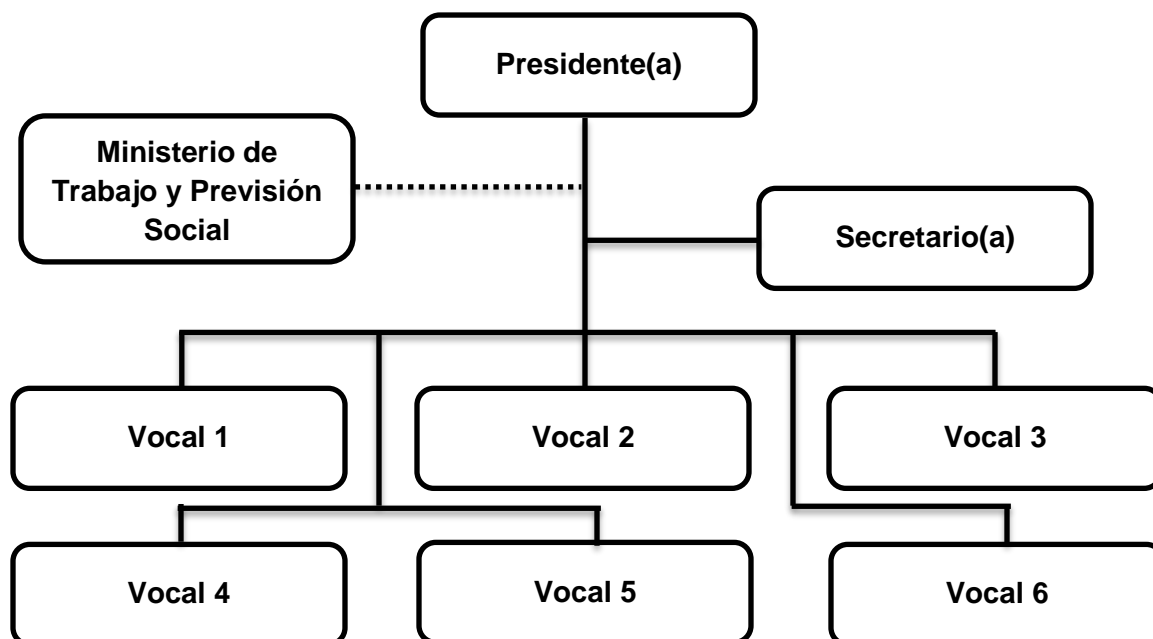 Presidente(a)
Ministerio de
Trabajo y Previsión
Social
Secretario(a)
Vocal 1
Vocal 2
Vocal 3
Vocal 4
Vocal 5
Vocal 6